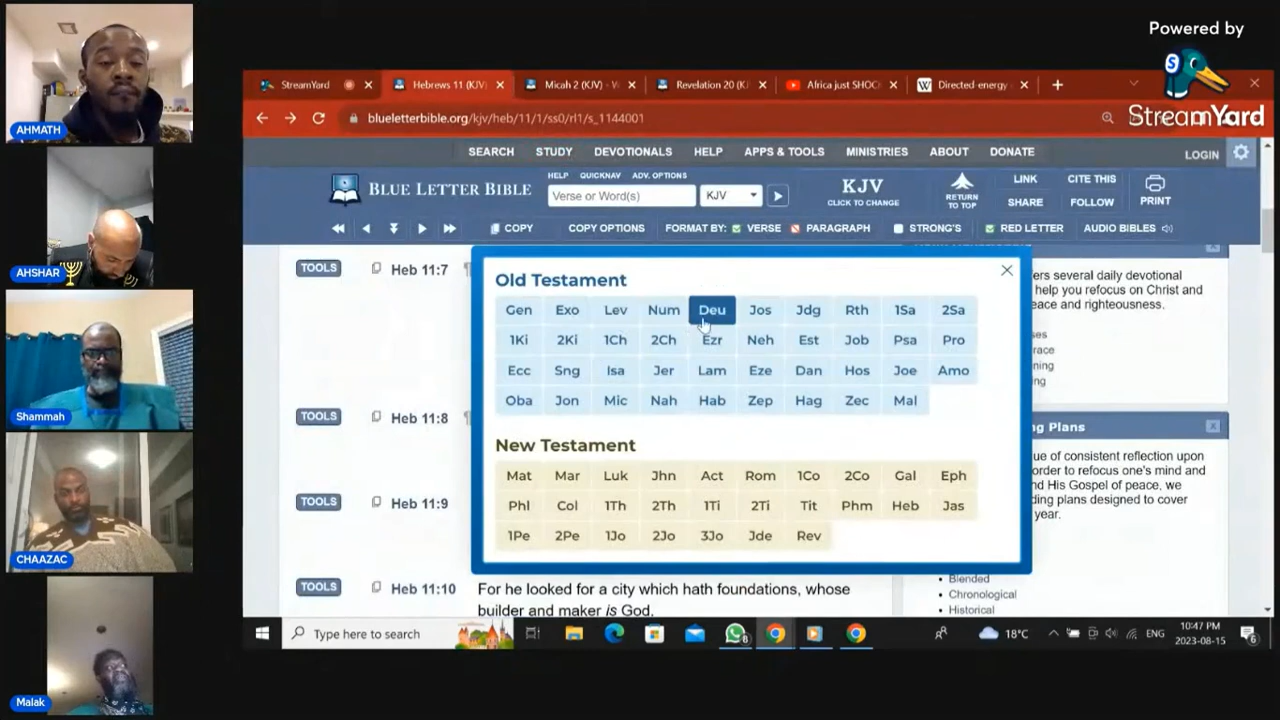 AHMATH
AHSHAR
Shammah
CHAAZAC
Malak
Powered by
StreamYard
StreamYard
Hebrews 11 (KJV)
Micah 2 (KJV) - W
Revelation 20 (KJ
Africa just SHOC
Directed-energy
blueletterbible.org/kjv/heb/11/1/ss0/rl1/s_1144001
SEARCH STUDY DEVOTIONALS HELP APPS & TOOLS MINISTRIES ABOUT DONATE LOGIN
BLUE LETTER BIBLE
HELP QUICKNAV ADV. OPTIONS
Verse or Word(s) KJV
KJV
CLICK TO CHANGE
RETURN
TO TOP
LINK CITE THIS
SHARE FOLLOW PRINT
COPY COPY OPTIONS FORMAT BY: VERSE PARAGRAPH STRONG'S RED LETTER AUDIO BIBLES
TOOLS Heb 11:7 ¶
TOOLS Heb 11:8 ¶
TOOLS Heb 11:9
TOOLS Heb 11:10 For he looked for a city which hath foundations, whose
builder and maker is God.
Old Testament
Gen Exo Lev Num Deu Jos Jdg Rth 1Sa 2Sa
1Ki 2Ki 1Ch 2Ch Ezr Neh Est Job Psa Pro
Ecc Sng Isa Jer Lam Eze Dan Hos Joe Amo
Oba Jon Mic Nah Hab Zep Hag Zec Mal
New Testament
Mat Mar Luk Jhn Act Rom 1Co 2Co Gal Eph
Phl Col 1Th 2Th 1Ti 2Ti Tit Phm Heb Jas
1Pe 2Pe 1Jo 2Jo 3Jo Jde Rev
ers several daily devotional
help you refocus on Christ and
eace and righteousness.
ses
race
ning
ng
ng Plans
ue of consistent reflection upon
order to refocus one's mind and
nd His Gospel of peace, we
ding plans designed to cover
year.
Blended
Chronological
Historical
Type here to search
18°C
ENG
10:47 PM
2023-08-15